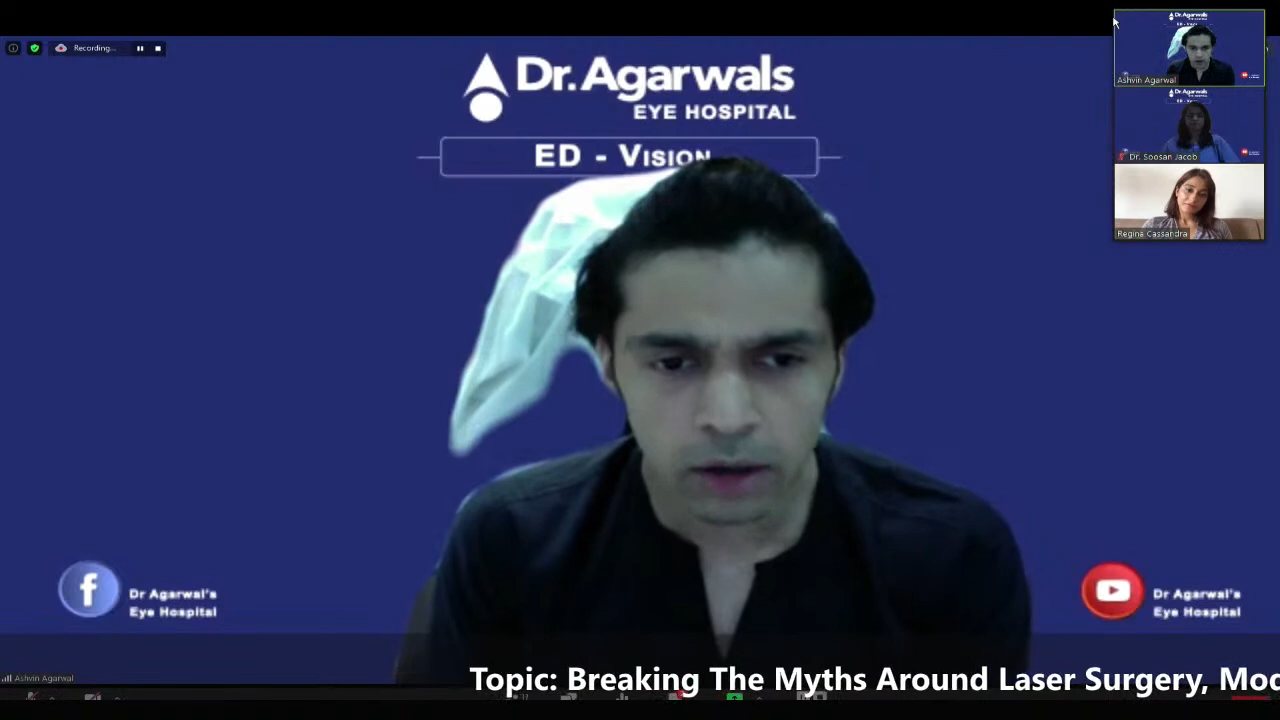 Recording...
Dr.Agarwals
EYE HOSPITAL
ED - VISION
Ashvin Agarwal
Dr. Soosan Jacob
Regina Cassandra
Dr Agarwal's
Eye Hospital
Dr Agarwal's
Eye Hospital
Ashvin Agarwal
Topic: Breaking The Myths Around Laser Surgery, Moc